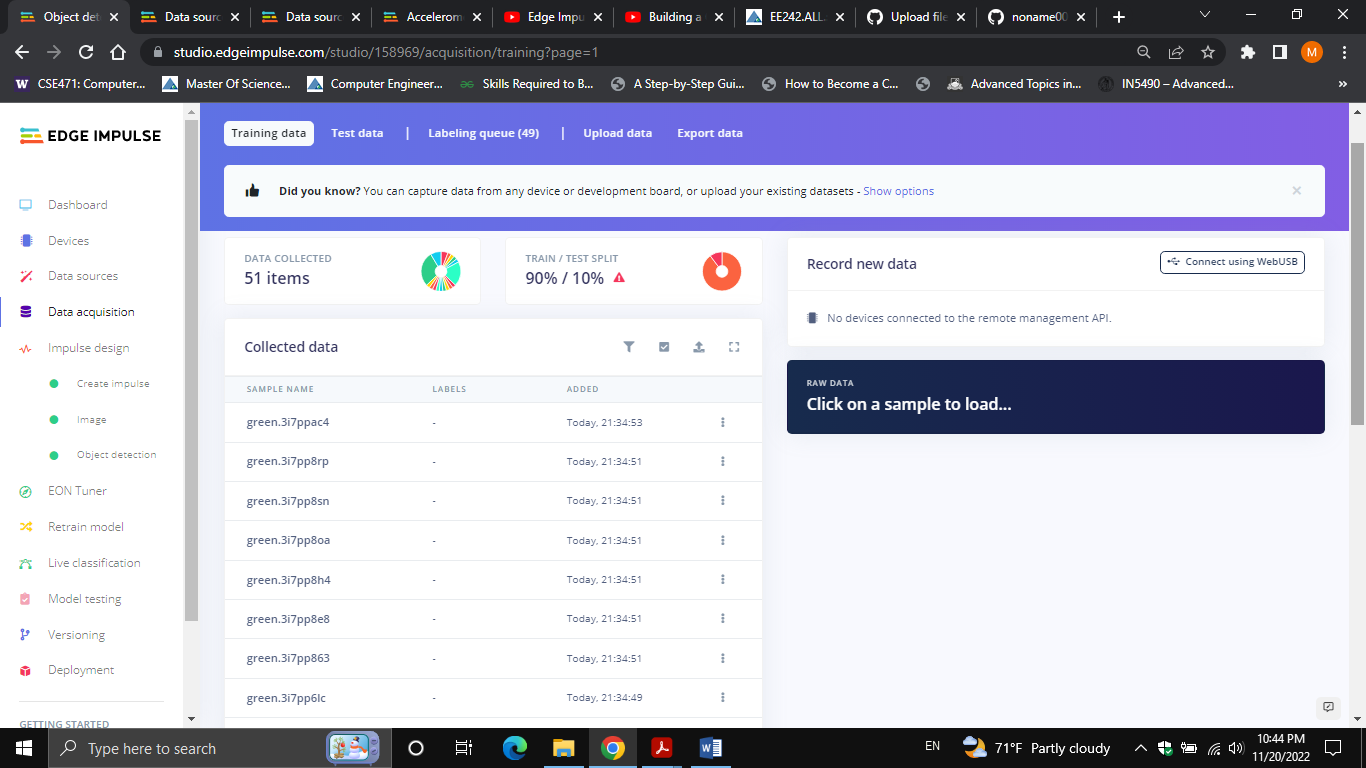 Object det
Data sourc
Data sourc
Accelerom
Edge Impu
Building a
EE242.ALL.
Upload file
noname00
studio.edgeimpulse.com/studio/158969/acquisition/training?page=1
M
W CSE471: Computer...
Master Of Science...
Computer Engineer...
Skills Required to B...
A Step-by-Step Gui...
How to Become a C...
Advanced Topics in...
IN5490 – Advanced...
»
EDGE IMPULSE
Dashboard
Devices
Data sources
Data acquisition
Impulse design
Create impulse
Image
Object detection
EON Tuner
Retrain model
Live classification
Model testing
Versioning
Deployment
GETTING STARTED
Training data
Test data
|
Labeling queue (49)
|
Upload data
Export data
Did you know? You can capture data from any device or development board, or upload your existing datasets - Show options
DATA COLLECTED
51 items
TRAIN / TEST SPLIT
90% / 10%
Collected data
SAMPLE NAME LABELS ADDED
green.3i7ppac4 - Today, 21:34:53
green.3i7pp8rp - Today, 21:34:51
green.3i7pp8sn - Today, 21:34:51
green.3i7pp8oa - Today, 21:34:51
green.3i7pp8h4 - Today, 21:34:51
green.3i7pp8e8 - Today, 21:34:51
green.3i7pp863 - Today, 21:34:51
green.3i7pp6lc - Today, 21:34:49
Record new data
Connect using WebUSB
No devices connected to the remote management API.
RAW DATA
Click on a sample to load...
Type here to search
EN
71°F Partly cloudy
10:44 PM
11/20/2022